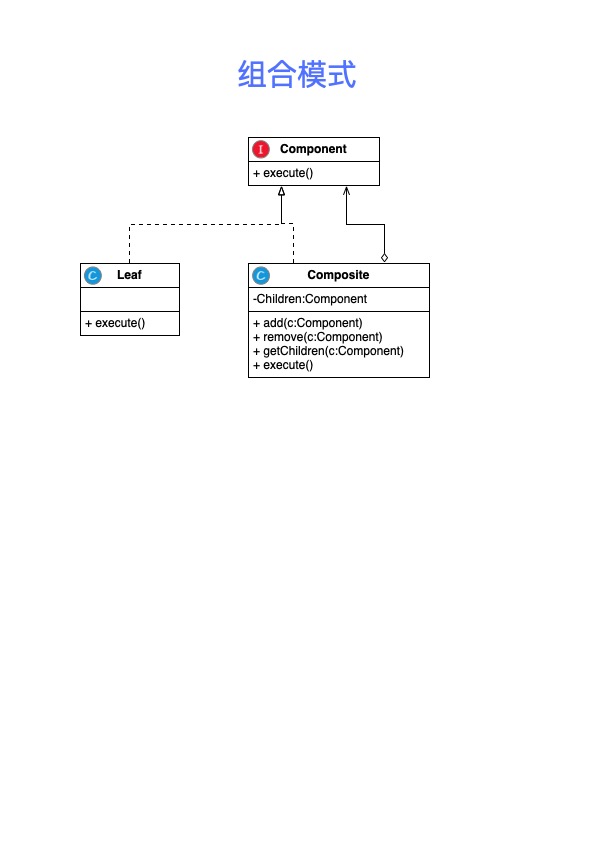 组合模式
I Component
+ execute()
C Leaf
+ execute()
C Composite
-Children:Component
+ add(c:Component)
+ remove(c:Component)
+ getChildren(c:Component)
+ execute()